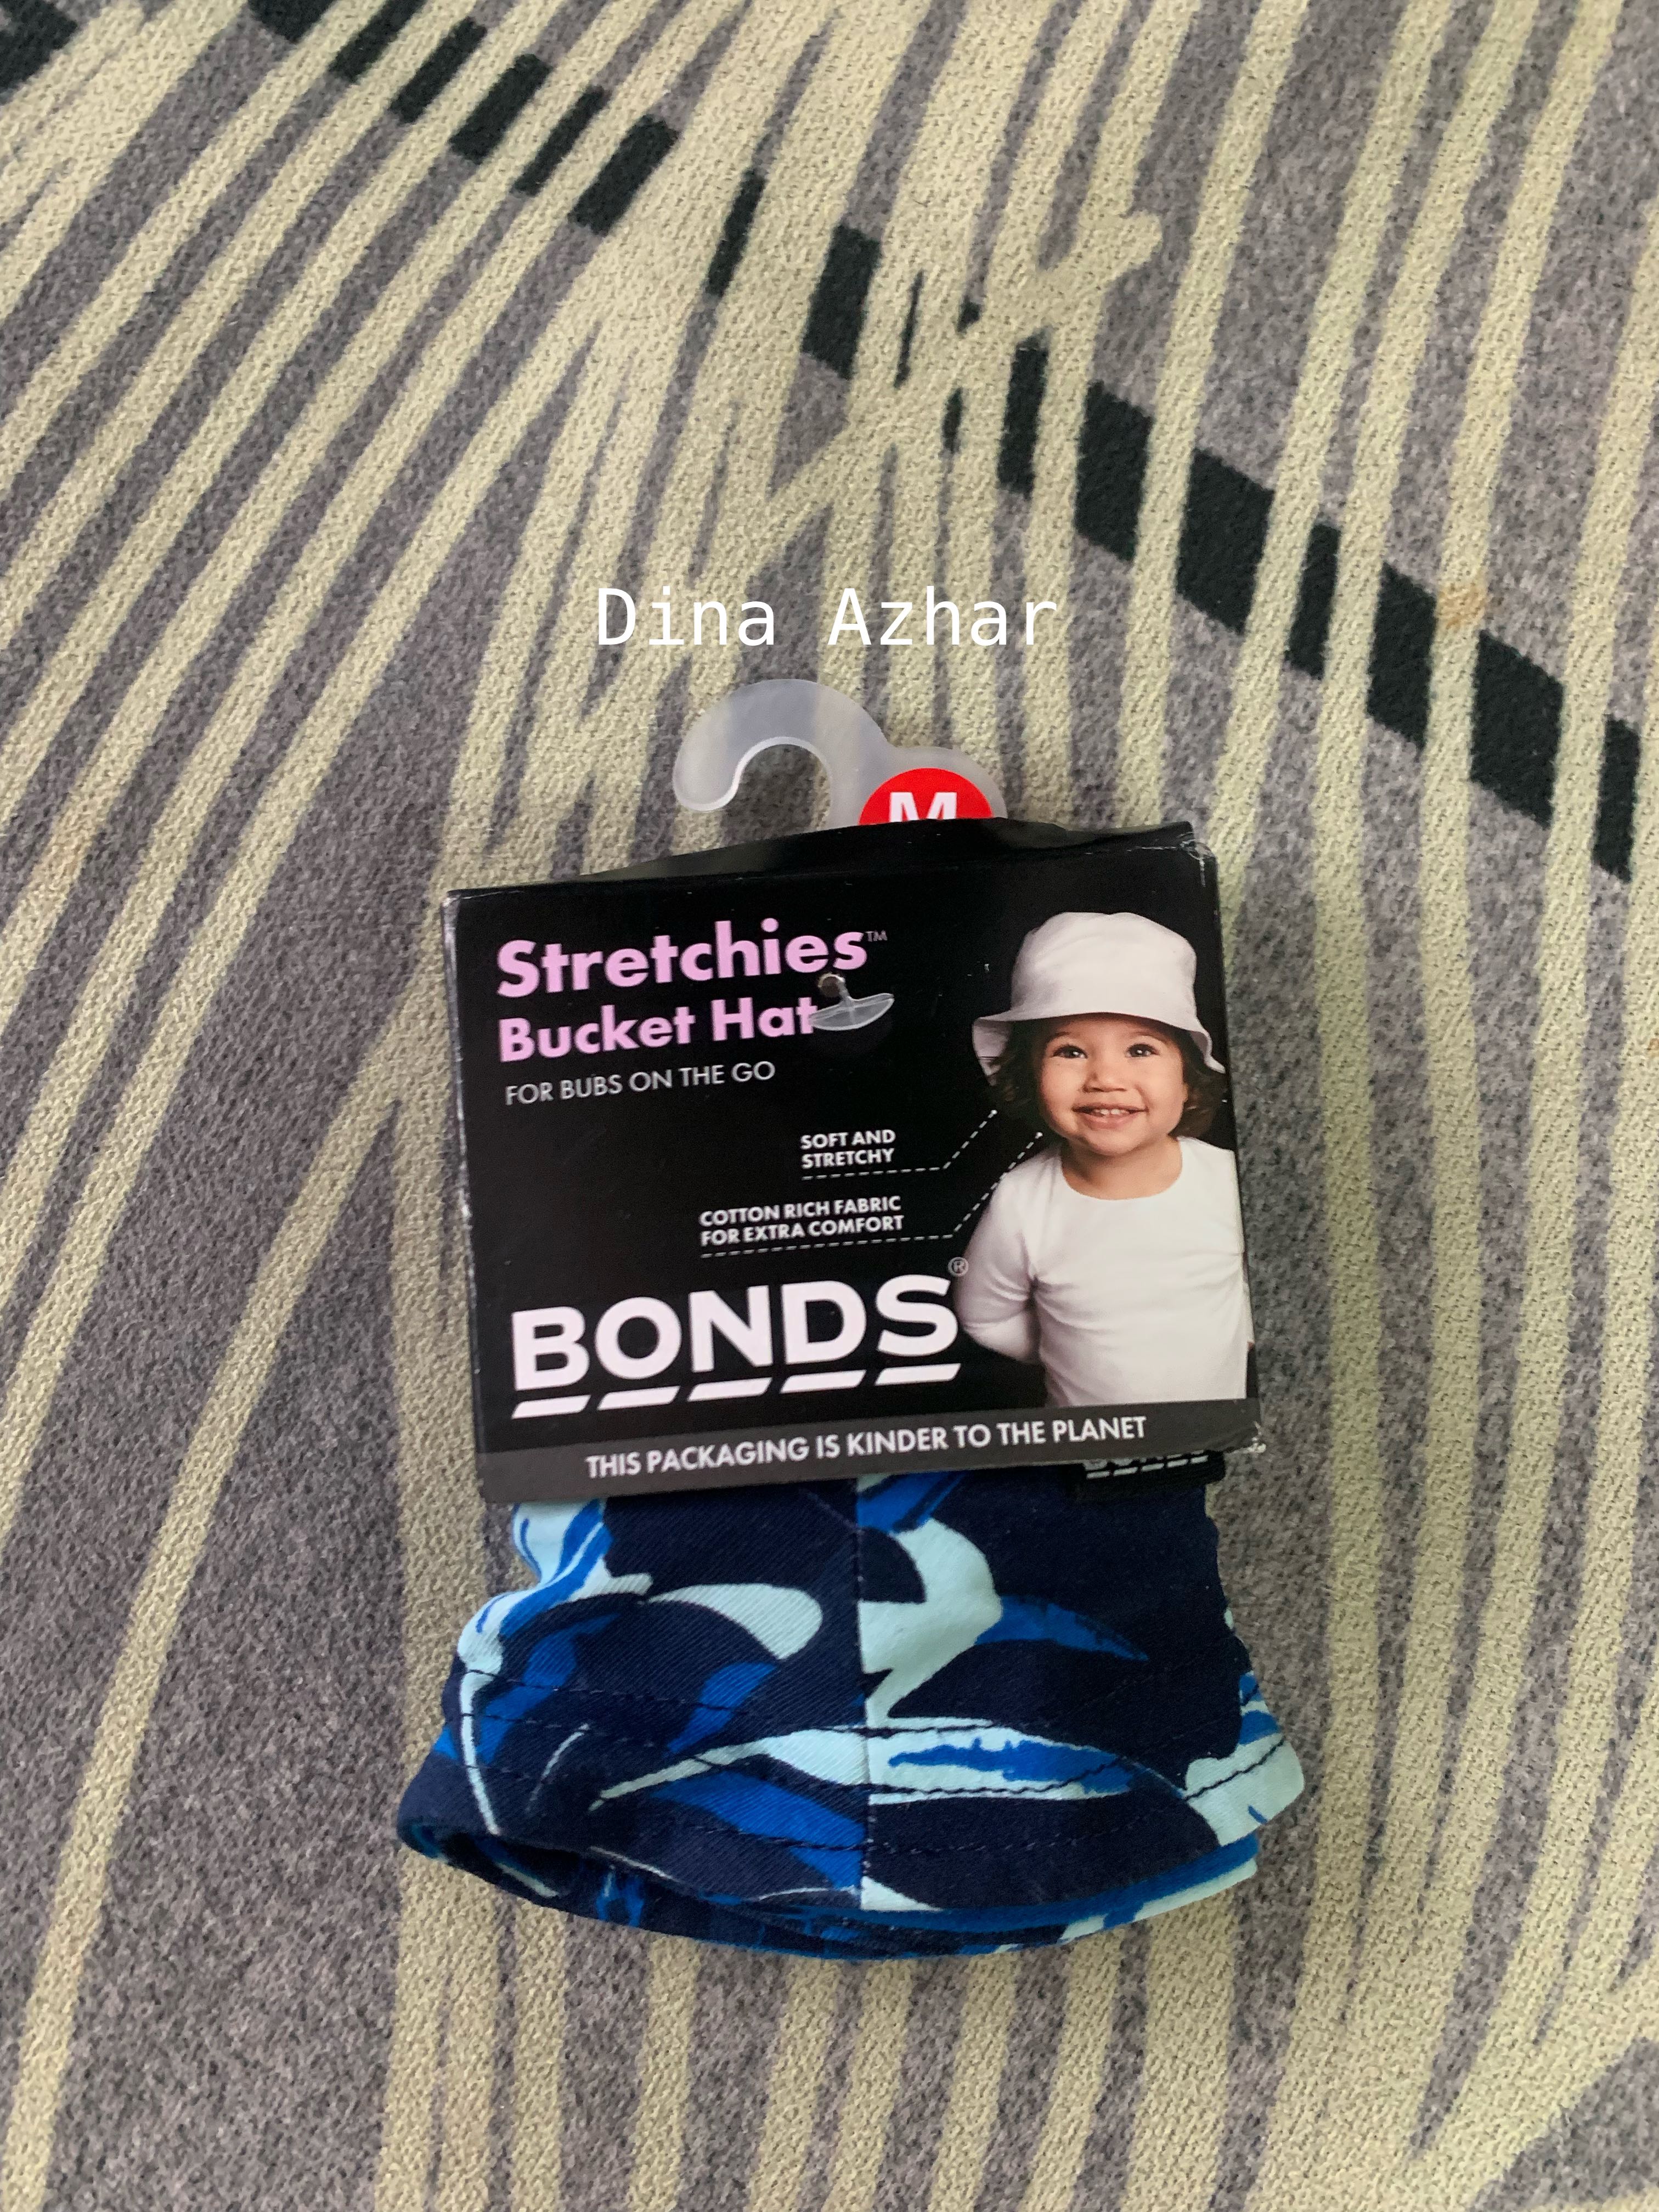 Dina Azhar
M
Stretchies™
Bucket Hat
FOR BUBS ON THE GO
SOFT AND
STRETCHY
COTTON RICH FABRIC
FOR EXTRA COMFORT
BONDS®
THIS PACKAGING IS KINDER TO THE PLANET